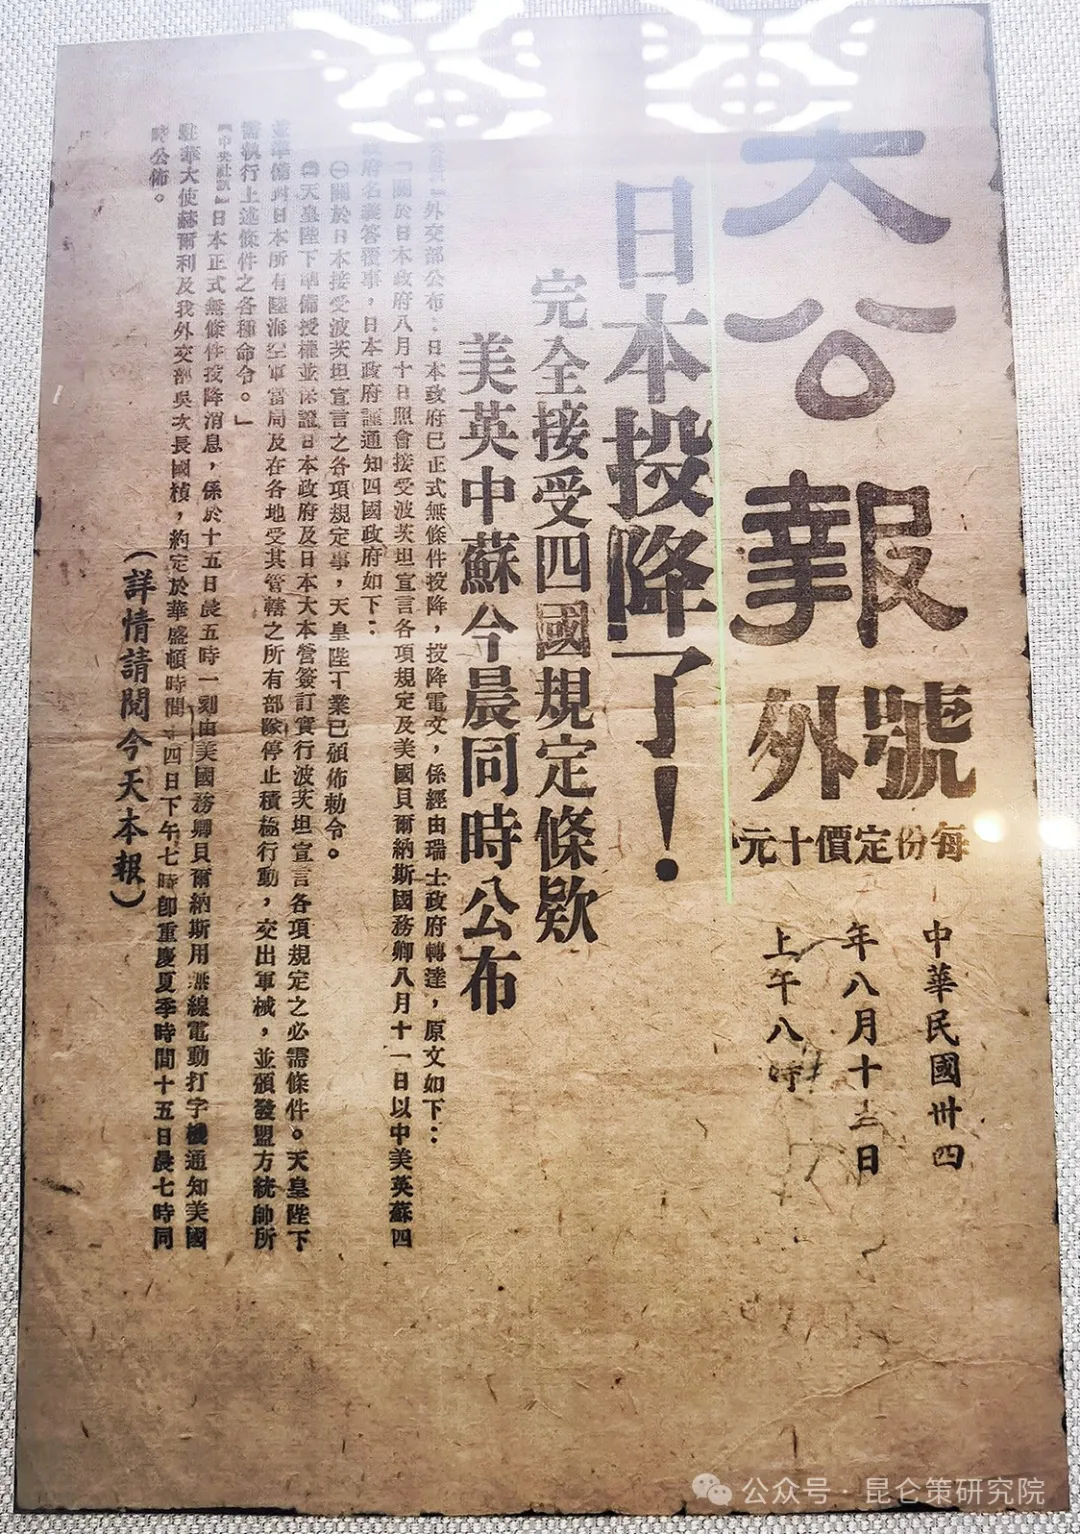 大公報
號外
每份定價十元
中華民國卅四
年八月十五日
上午八時
日本投降了！
完全接受四國規定條欵
美英中蘇今晨同時公布
外交部公布：日本政府已正式無條件投降，投降電文，係經由瑞士政府轉達，原文如下：
「關於日本政府八月十日照會接受波茨坦宣言各項規定及美國貝爾納斯國務卿八月十一日以中美英蘇四
政府名義答覆事，日本政府謹通知四國政府如下：
㊀關於日本接受波茨坦宣言之各項規定事，天皇陛下業已頒佈勅令。
㊁天皇陛下準備授權並保證日本政府及日本大本營簽訂實行波茨坦宣言各項規定之必需條件。天皇陛下
並準備對日本所有陸海空軍當局及在各地受其管轄之所有部隊停止積極行動，交出軍械，並頒發盟方統帥所
需執行上述條件之各種命令。」
【中央社訊】日本正式無條件投降消息，係於十五日晨五時一刻由美國務卿貝爾納斯用無線電動打字機通知美國
駐華大使赫爾利及我外交部吳次長國楨，約定於華盛頓時間十四日下午七時卽重慶夏季時間十五日晨七時同
時公佈。
（詳情請閱今天本報）
公众号·昆仑策研究院